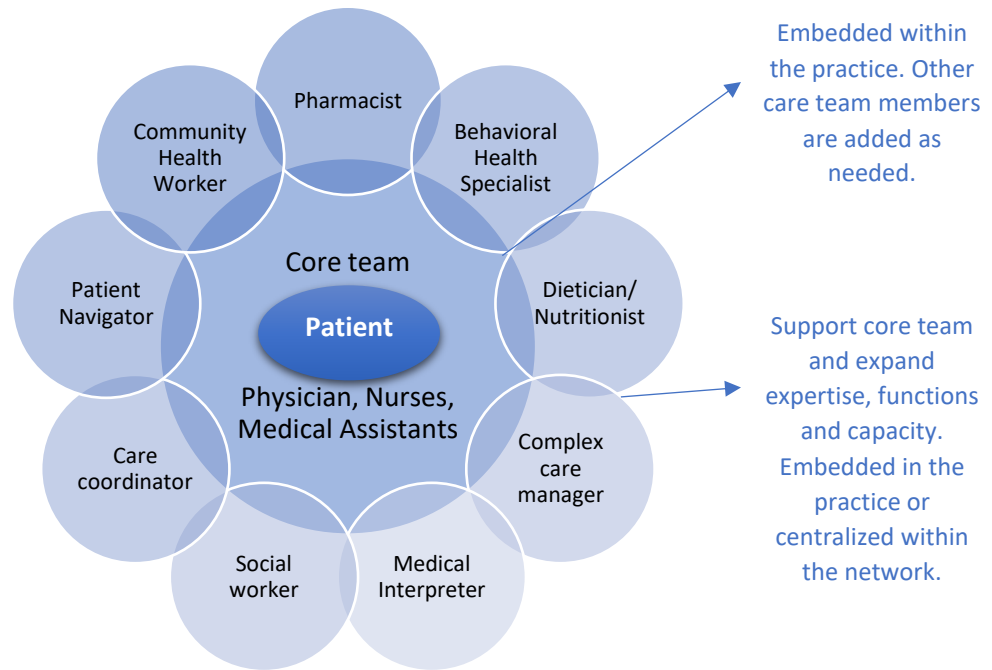 Pharmacist
Behavioral
Health
Specialist
Dietician/
Nutritionist
Complex
care
manager
Medical
Interpreter
Social
worker
Care
coordinator
Patient
Navigator
Community
Health
Worker
Core team
Patient
Physician, Nurses,
Medical Assistants
Embedded within
the practice. Other
care team members
are added as
needed.
Support core team
and expand
expertise, functions
and capacity.
Embedded in the
practice or
centralized within
the network.